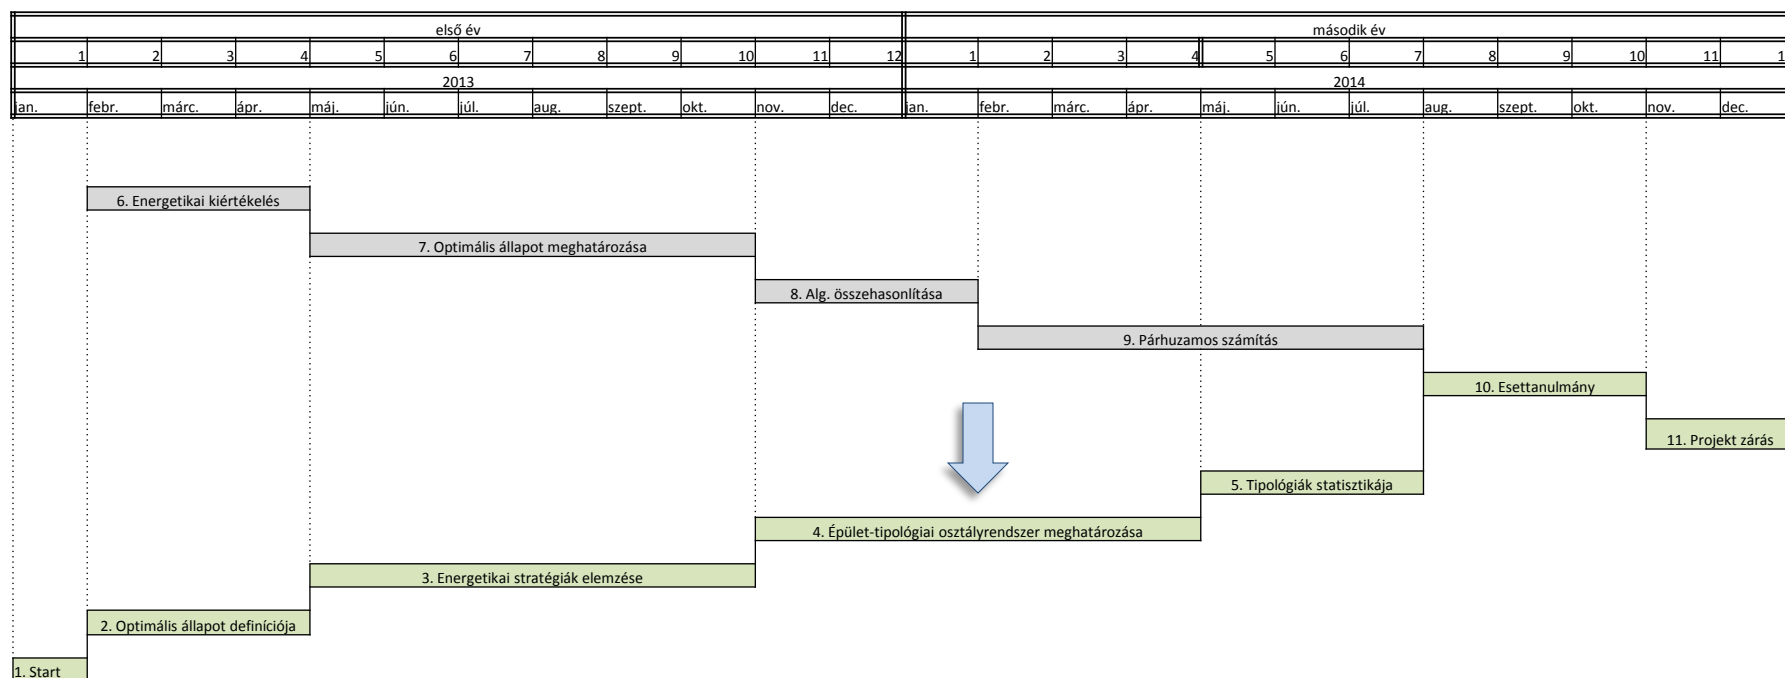 első év második év
1 2 3 4 5 6 7 8 9 10 11 12 1 2 3 4 5 6 7 8 9 10 11
2013 2014
jan. febr. márc. ápr. máj. jún. júl. aug. szept. okt. nov. dec. jan. febr. márc. ápr. máj. jún. júl. aug. szept. okt. nov. dec.
6. Energetikai kiértékelés
7. Optimális állapot meghatározása
8. Alg. összehasonlítása
9. Párhuzamos számítás
10. Esettanulmány
11. Projekt zárás
5. Tipológiák statisztikája
4. Épület-tipológiai osztályrendszer meghatározása
3. Energetikai stratégiák elemzése
2. Optimális állapot definíciója
1. Start